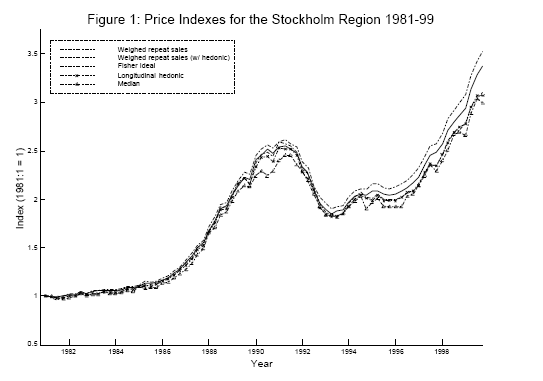 Figure 1: Price Indexes for the Stockholm Region 1981-99
Weighed repeat sales
Weighed repeat sales (w/ hedonic)
Fisher Ideal
Longitudinal hedonic
Median
Index (1981:1 = 1)
3.5
3
2.5
2
1.5
1
0.5
1982
1984
1986
1988
1990
1992
1994
1996
1998
Year